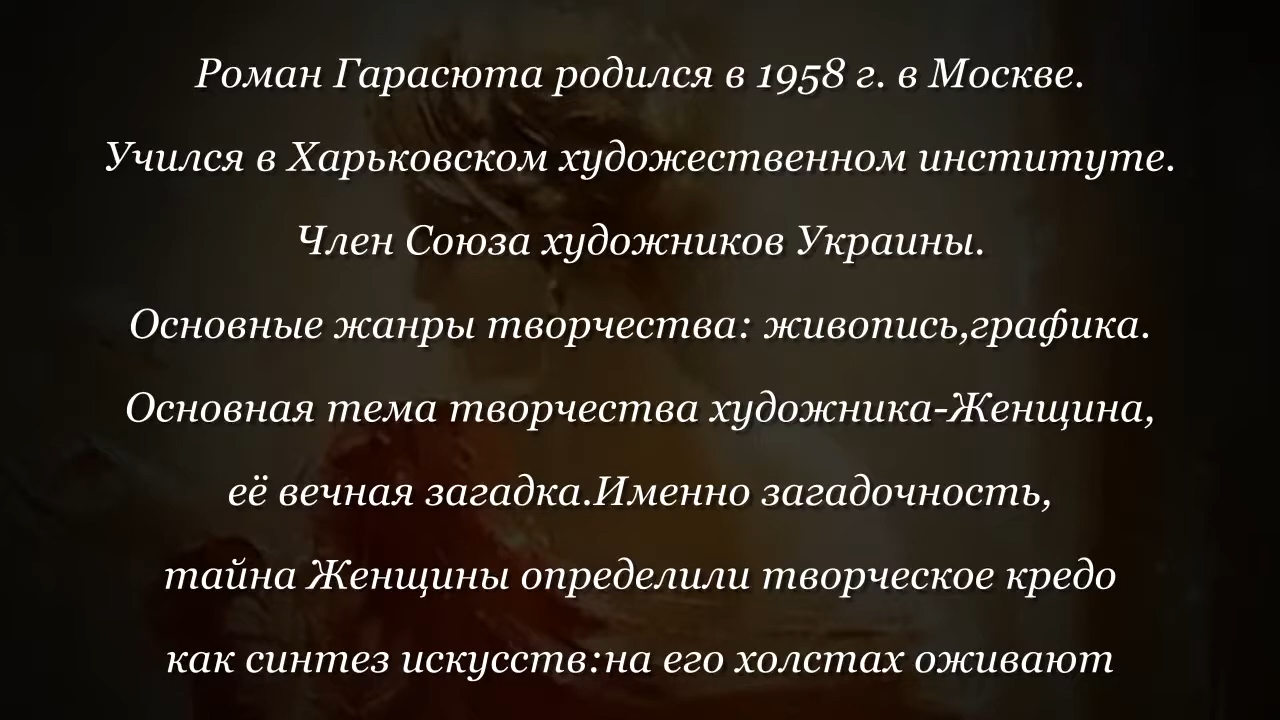 Роман Гарасюта родился в 1958 г. в Москве.
Учился в Харьковском художественном институте.
Член Союза художников Украины.
Основные жанры творчества: живопись,графика.
Основная тема творчества художника-Женщина,
её вечная загадка.Именно загадочность,
тайна Женщины определили творческое кредо
как синтез искусств:на его холстах оживают